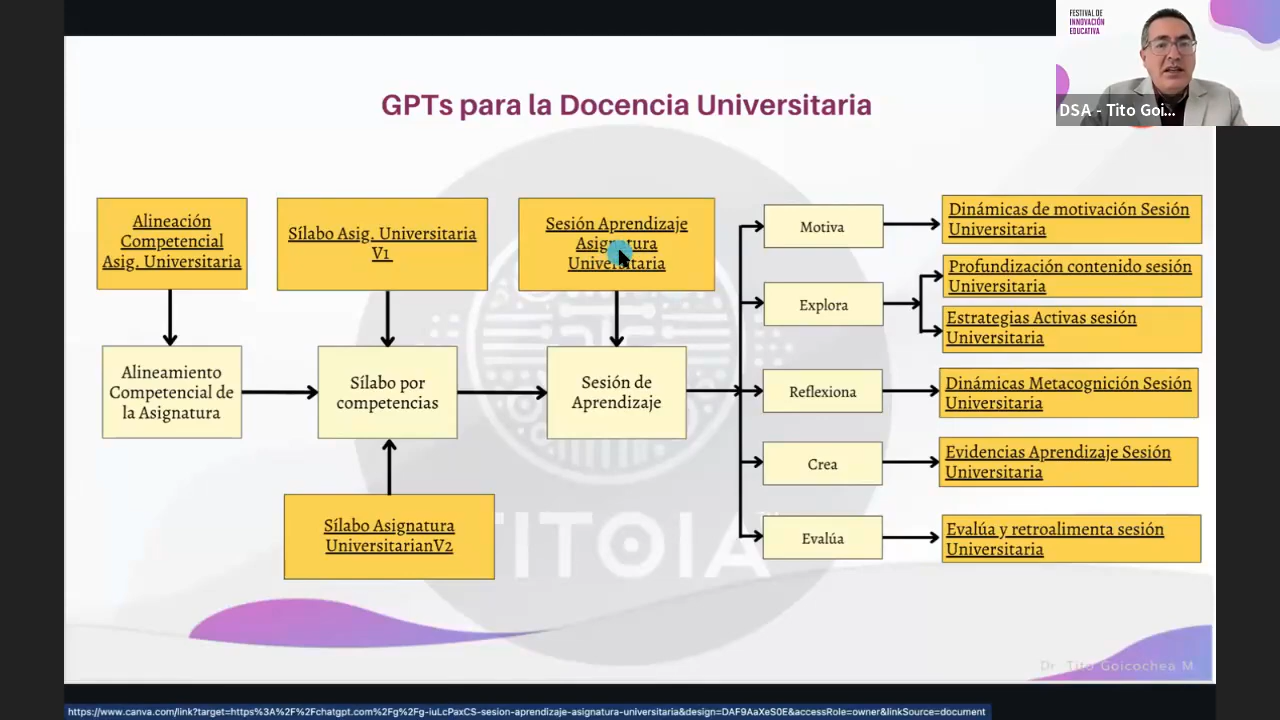 FESTIVAL DE
INNOVACIÓN
EDUCATIVA
DSA - Tito Goi...
GPTs para la Docencia Universitaria
Alineación
Competencial
Asig. Universitaria
Sílabo Asig. Universitaria
V1
Sesión Aprendizaje
Asignatura
Universitaria
Alineamiento
Competencial de
la Asignatura
Sílabo por
competencias
Sesión de
Aprendizaje
Sílabo Asignatura
UniversitarianV2
Motiva
Explora
Reflexiona
Crea
Evalúa
Dinámicas de motivación Sesión
Universitaria
Profundización contenido sesión
Universitaria
Estrategias Activas sesión
Universitaria
Dinámicas Metacognición Sesión
Universitaria
Evidencias Aprendizaje Sesión
Universitaria
Evalúa y retroalimenta sesión
Universitaria
TITOIA
Dr. Tito Goicochea M.
https://www.canva.com/link?target=https%3A%2F%2Fchatgpt.com%2Fg%2Fg-iuLcPaxCS-sesion-aprendizaje-asignatura-universitaria&design=DAF9AaXeS0E&accessRole=owner&linkSource=document